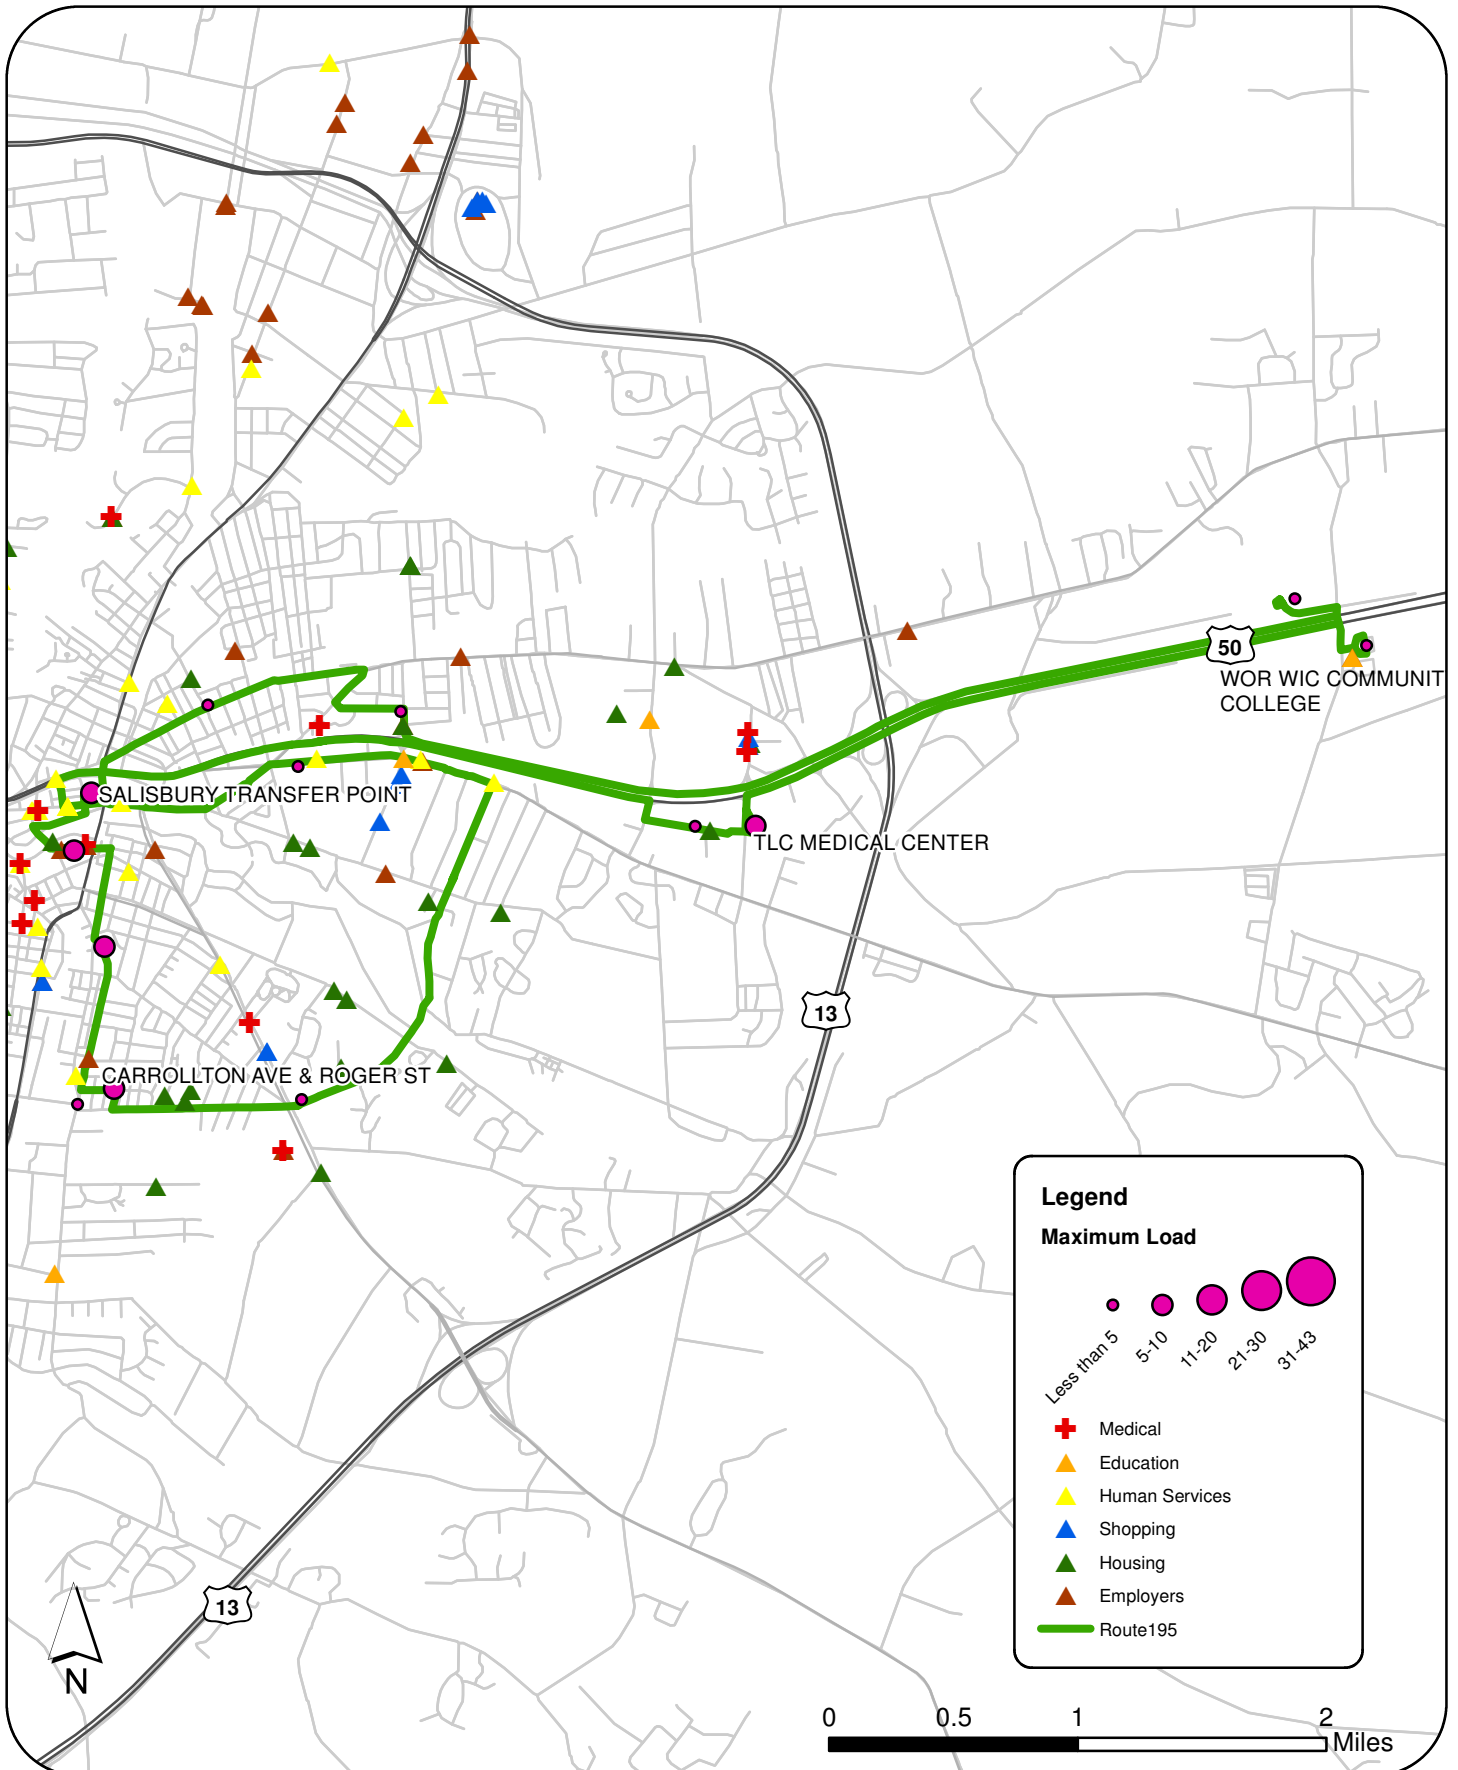 50
WOR WIC COMMUNIT
COLLEGE
SALISBURY TRANSFER POINT
TLC MEDICAL CENTER
13
CARROLLTON AVE & ROGER ST
Legend
Maximum Load
Less than 5
5-10
11-20
21-30
31-43
Medical
Education
Human Services
Shopping
Housing
Employers
Route195
13
N
0 0.5 1 2
Miles